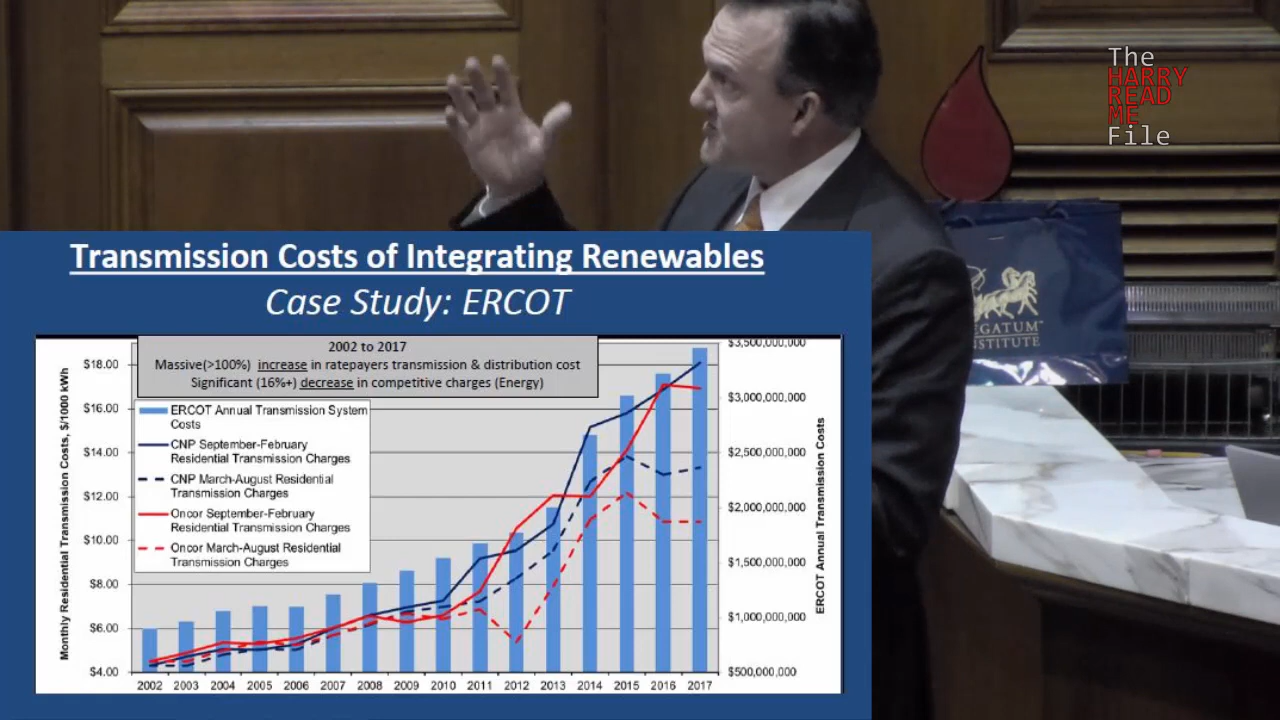 The
HARRY
READ
ME
File
EGATUM™
NSTITUTE
Transmission Costs of Integrating Renewables
Case Study: ERCOT
2002 to 2017
Massive(>100%) increase in ratepayers transmission & distribution cost
Significant (16%+) decrease in competitive charges (Energy)
Monthly Residential Transmission Costs, $/1000 kWh
$18.00
$16.00
$14.00
$12.00
$10.00
$8.00
$6.00
$4.00
ERCOT Annual Transmission System
Costs
CNP September-February
Residential Transmission Charges
CNP March-August Residential
Transmission Charges
Oncor September-February
Residential Transmission Charges
Oncor March-August Residential
Transmission Charges
$3,500,000,000
$3,000,000,000
$2,500,000,000
$2,000,000,000
$1,500,000,000
$1,000,000,000
$500,000,000
ERCOT Annual Transmission Costs
2002 2003 2004 2005 2006 2007 2008 2009 2010 2011 2012 2013 2014 2015 2016 2017